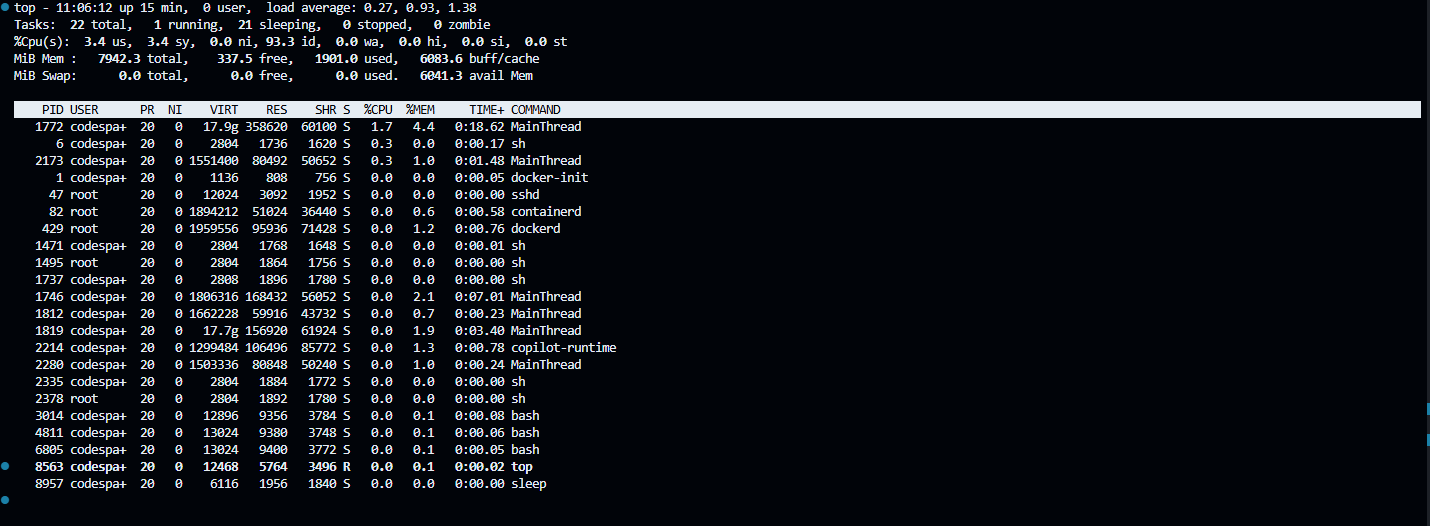 top - 11:06:12 up 15 min,  0 user,  load average: 0.27, 0.93, 1.38
Tasks:  22 total,   1 running,  21 sleeping,   0 stopped,   0 zombie
%Cpu(s):  3.4 us,  3.4 sy,  0.0 ni, 93.3 id,  0.0 wa,  0.0 hi,  0.0 si,  0.0 st
MiB Mem :   7942.3 total,    337.5 free,   1901.0 used,   6083.6 buff/cache
MiB Swap:      0.0 total,      0.0 free,      0.0 used.   6041.3 avail Mem
PID USER      PR  NI    VIRT    RES    SHR S  %CPU  %MEM     TIME+ COMMAND
1772 codespa+  20   0   17.9g 358620  60100 S   1.7   4.4   0:18.62 MainThread
6 codespa+  20   0    2804   1736   1620 S   0.3   0.0   0:00.17 sh
2173 codespa+  20   0 1551400  80492  50652 S   0.3   1.0   0:01.48 MainThread
1 codespa+  20   0    1136    808    756 S   0.0   0.0   0:00.05 docker-init
47 root      20   0   12024   3092   1952 S   0.0   0.0   0:00.00 sshd
82 root      20   0 1894212  51024  36440 S   0.0   0.6   0:00.58 containerd
429 root      20   0 1959556  95936  71428 S   0.0   1.2   0:00.76 dockerd
1471 codespa+  20   0    2804   1768   1648 S   0.0   0.0   0:00.01 sh
1495 root      20   0    2804   1864   1756 S   0.0   0.0   0:00.00 sh
1737 codespa+  20   0    2808   1896   1780 S   0.0   0.0   0:00.00 sh
1746 codespa+  20   0 1806316 168432  56052 S   0.0   2.1   0:07.01 MainThread
1812 codespa+  20   0 1662228  59916  43732 S   0.0   0.7   0:00.23 MainThread
1819 codespa+  20   0   17.7g 156920  61924 S   0.0   1.9   0:03.40 MainThread
2214 codespa+  20   0 1299484 106496  85772 S   0.0   1.3   0:00.78 copilot-runtime
2280 codespa+  20   0 1503336  80848  50240 S   0.0   1.0   0:00.24 MainThread
2335 codespa+  20   0    2804   1884   1772 S   0.0   0.0   0:00.00 sh
2378 root      20   0    2804   1892   1780 S   0.0   0.0   0:00.00 sh
3014 codespa+  20   0   12896   9356   3784 S   0.0   0.1   0:00.08 bash
4811 codespa+  20   0   13024   9380   3748 S   0.0   0.1   0:00.06 bash
6805 codespa+  20   0   13024   9400   3772 S   0.0   0.1   0:00.05 bash
8563 codespa+  20   0   12468   5764   3496 R   0.0   0.1   0:00.02 top
8957 codespa+  20   0    6116   1956   1840 S   0.0   0.0   0:00.00 sleep